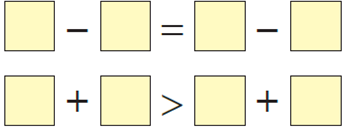 □ − □ = □ − □
□ + □ > □ + □